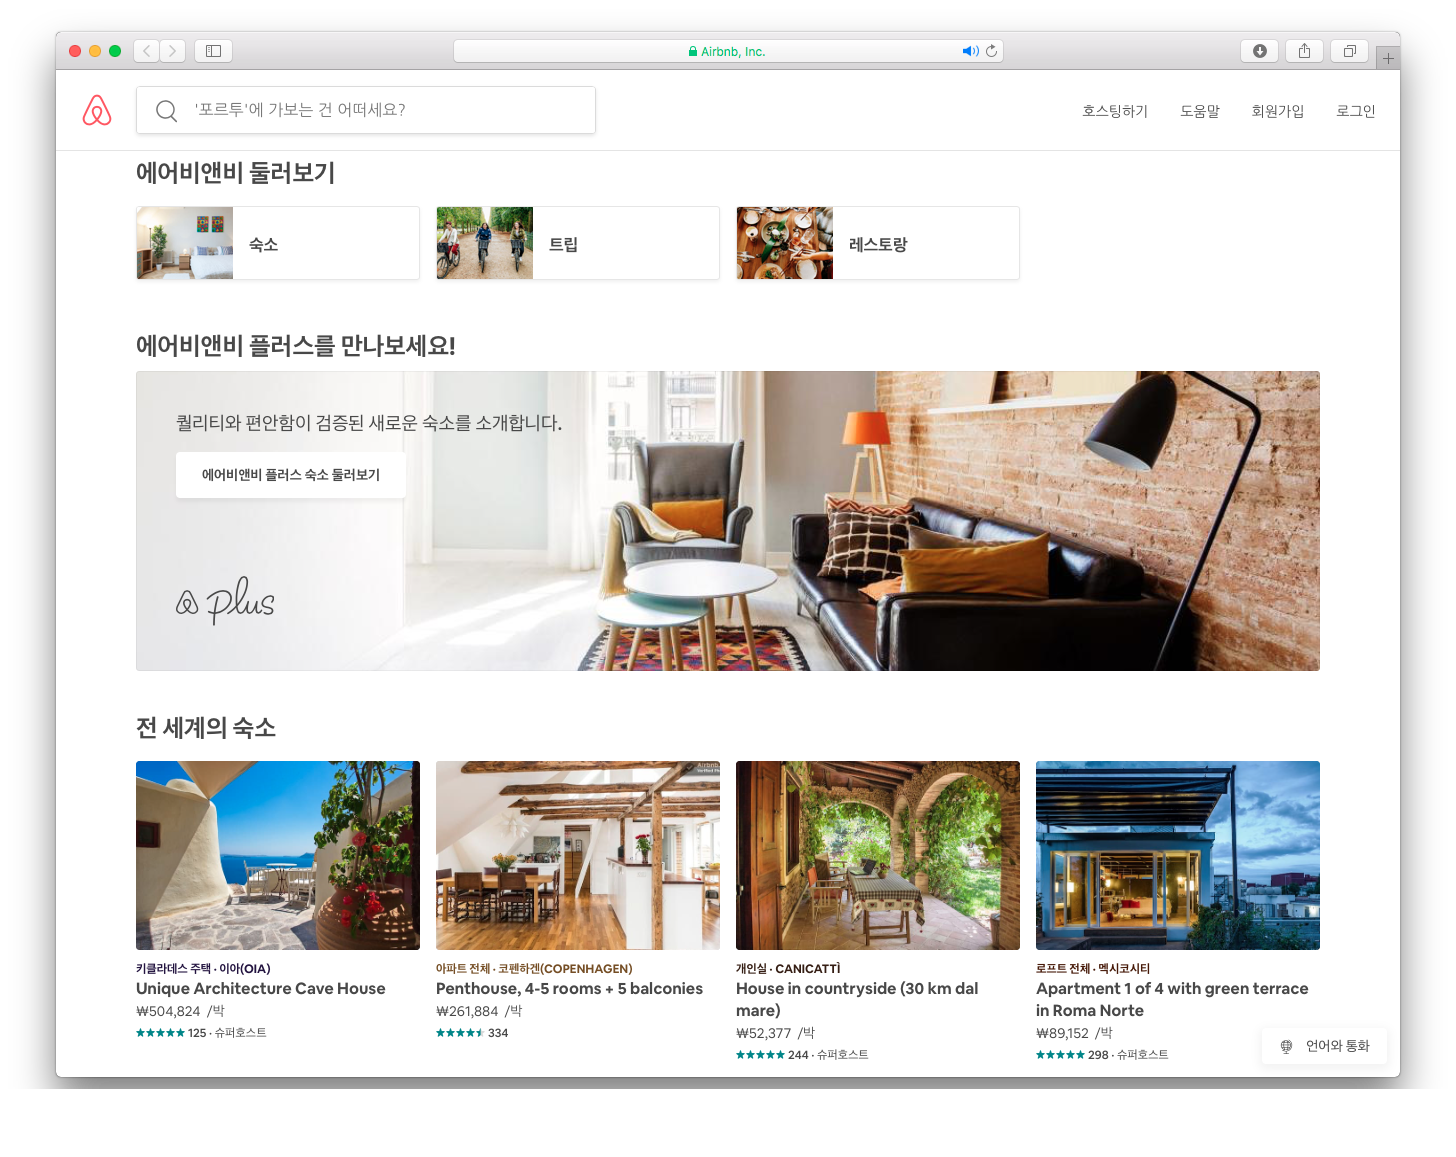 Airbnb, Inc.
'포르투'에 가보는 건 어떠세요?
호스팅하기
도움말
회원가입
로그인
에어비앤비 둘러보기
숙소
트립
레스토랑
에어비앤비 플러스를 만나보세요!
퀄리티와 편안함이 검증된 새로운 숙소를 소개합니다.
에어비앤비 플러스 숙소 둘러보기
plus
전 세계의 숙소
키클라데스 주택 · 이아(OIA)
Unique Architecture Cave House
₩504,824 /박
125 · 슈퍼호스트
아파트 전체 · 코펜하겐(COPENHAGEN)
Penthouse, 4-5 rooms + 5 balconies
₩261,884 /박
334
개인실 · CANICATTÌ
House in countryside (30 km dal
mare)
₩52,377 /박
244 · 슈퍼호스트
로프트 전체 · 멕시코시티
Apartment 1 of 4 with green terrace
in Roma Norte
₩89,152 /박
298 · 슈퍼호스트
언어와 통화